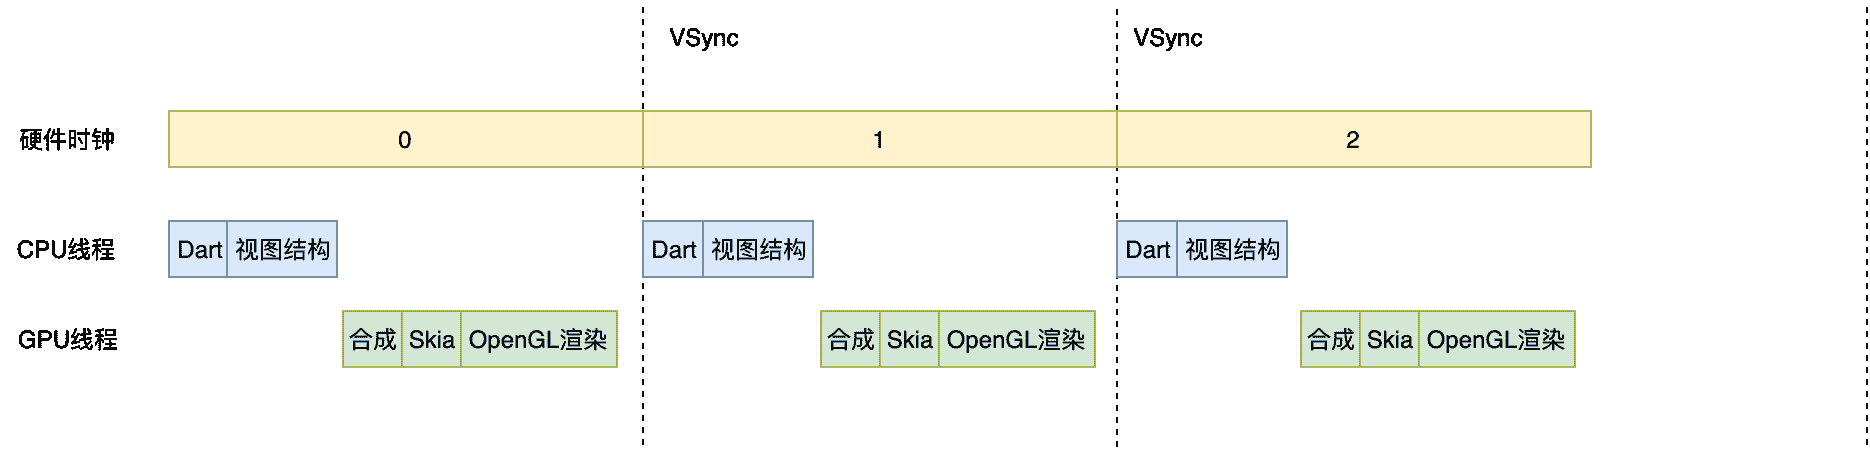 VSync VSync
硬件时钟 0 1 2
CPU线程 Dart 视图结构 Dart 视图结构 Dart 视图结构
GPU线程 合成 Skia OpenGL渲染 合成 Skia OpenGL渲染 合成 Skia OpenGL渲染